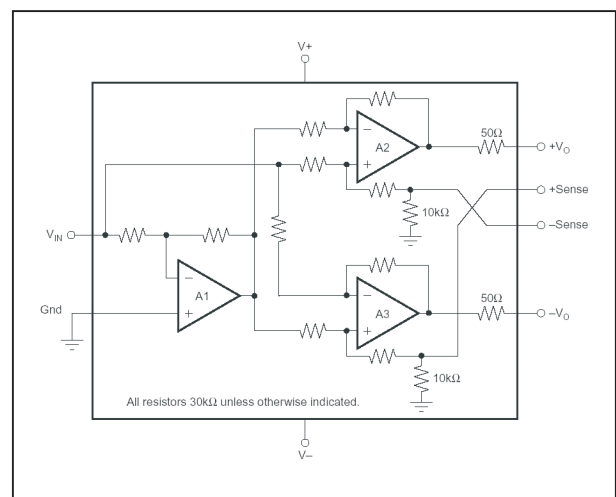 V+
50Ω
+V_O
A2
+Sense
10kΩ
–Sense
V_IN
A1
Gnd
50Ω
A3
–V_O
10kΩ
All resistors 30kΩ unless otherwise indicated.
V–